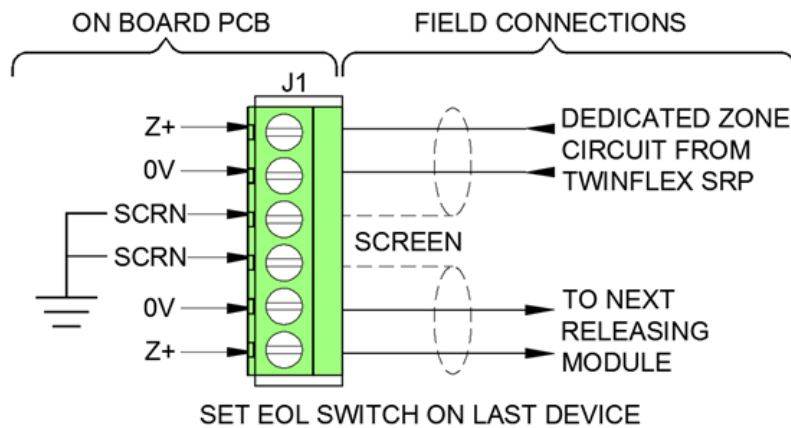 ON BOARD PCB
FIELD CONNECTIONS
J1
Z+
0V
SCRN
SCRN
0V
Z+
DEDICATED ZONE
CIRCUIT FROM
TWINFLEX SRP
SCREEN
TO NEXT
RELEASING
MODULE
SET EOL SWITCH ON LAST DEVICE